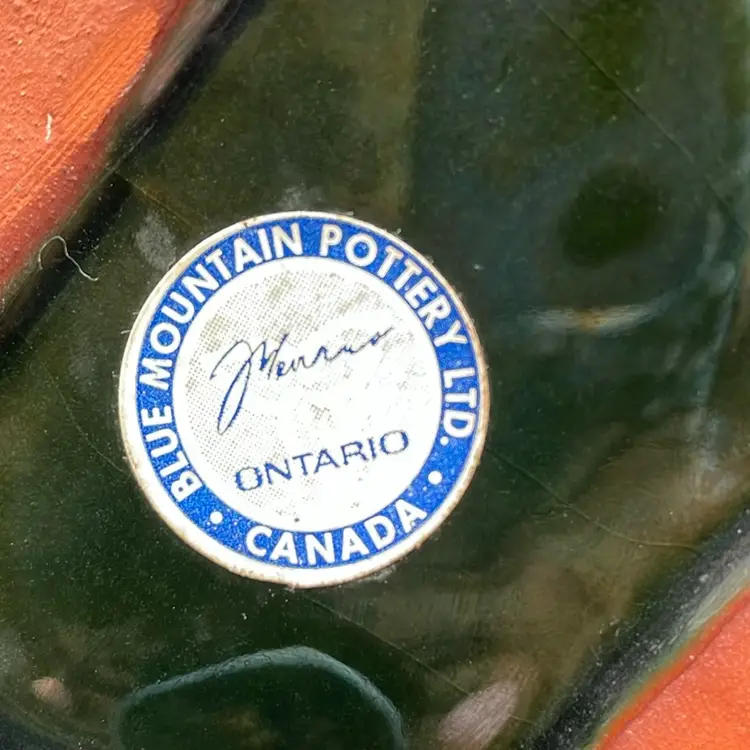 BLUE MOUNTAIN POTTERY LTD.
ONTARIO
• CANADA •